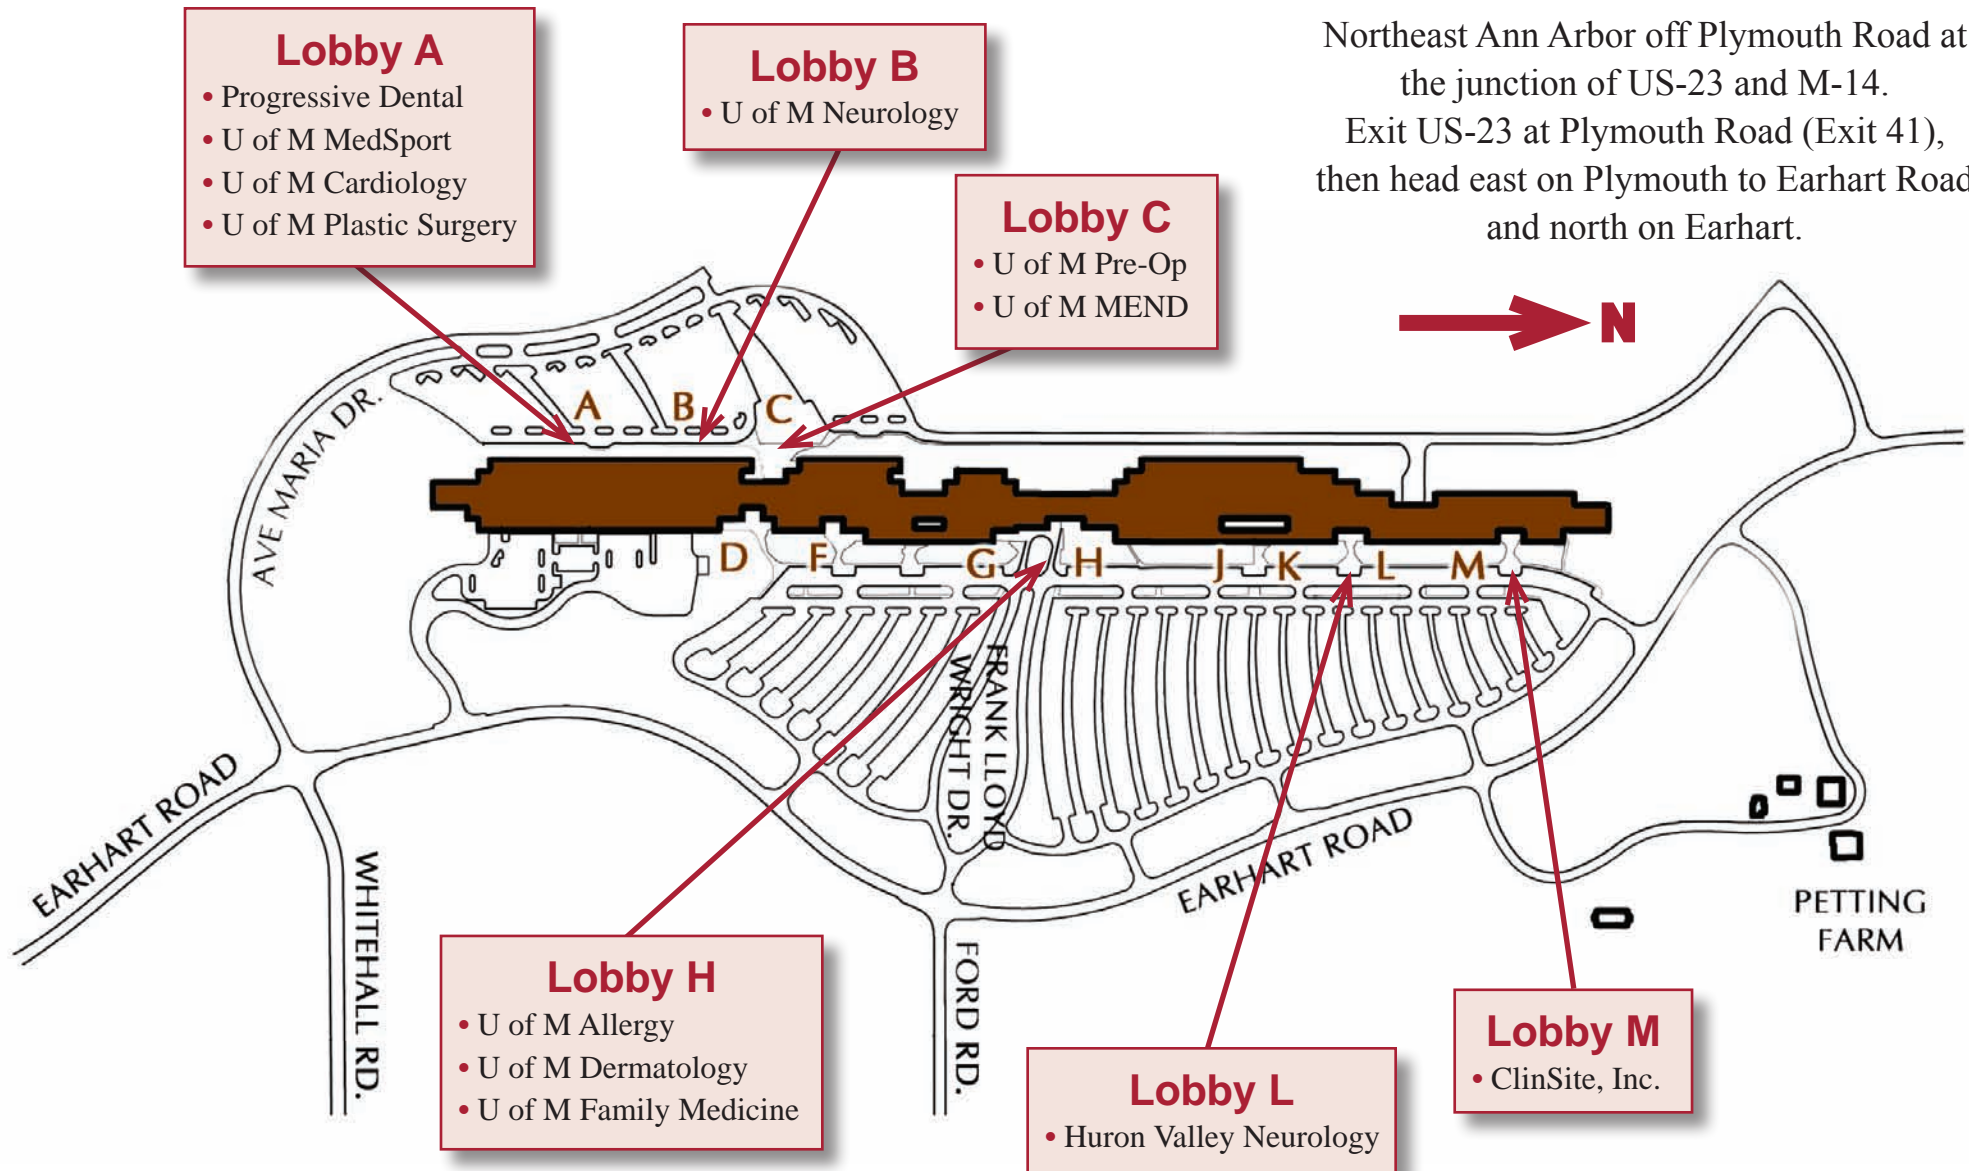 Lobby A
• Progressive Dental
• U of M MedSport
• U of M Cardiology
• U of M Plastic Surgery
Lobby B
• U of M Neurology
Lobby C
• U of M Pre-Op
• U of M MEND
Northeast Ann Arbor off Plymouth Road at
the junction of US-23 and M-14.
Exit US-23 at Plymouth Road (Exit 41),
then head east on Plymouth to Earhart Road
and north on Earhart.
N
A
B
C
AVE MARIA DR.
D
F
G
H
J
K
L
M
FRANK LLOYD
WRIGHT DR.
EARHART ROAD
WHITEHALL RD.
EARHART ROAD
FORD RD.
PETTING
FARM
Lobby H
• U of M Allergy
• U of M Dermatology
• U of M Family Medicine
Lobby L
• Huron Valley Neurology
Lobby M
• ClinSite, Inc.